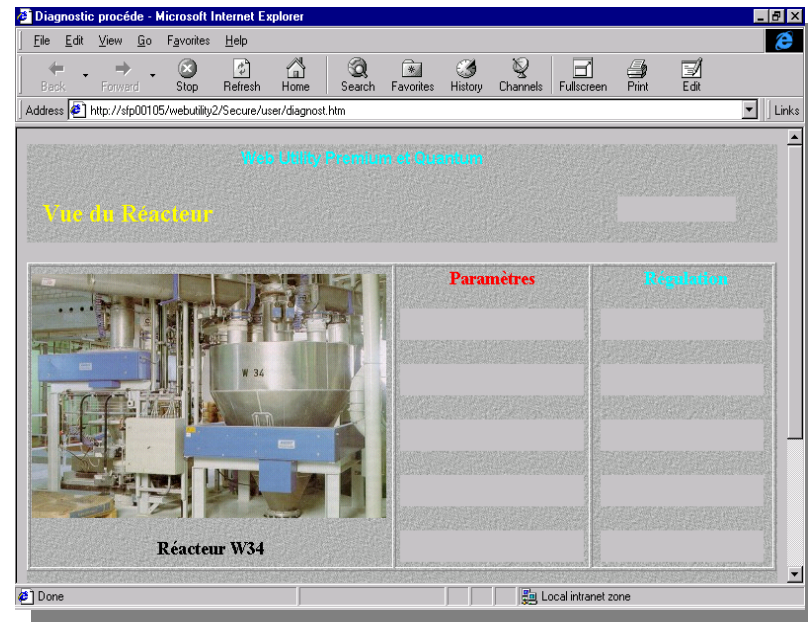 Diagnostic procéde - Microsoft Internet Explorer
File Edit View Go Favorites Help
Back Forward Stop Refresh Home Search Favorites History Channels Fullscreen Print Edit
Address http://sfp00105/webutility2/Secure/user/diagnost.htm Links
Web Utility Premium et Quantum
Vue du Réacteur
Paramètres Régulation
W 34
Réacteur W34
Done Local intranet zone